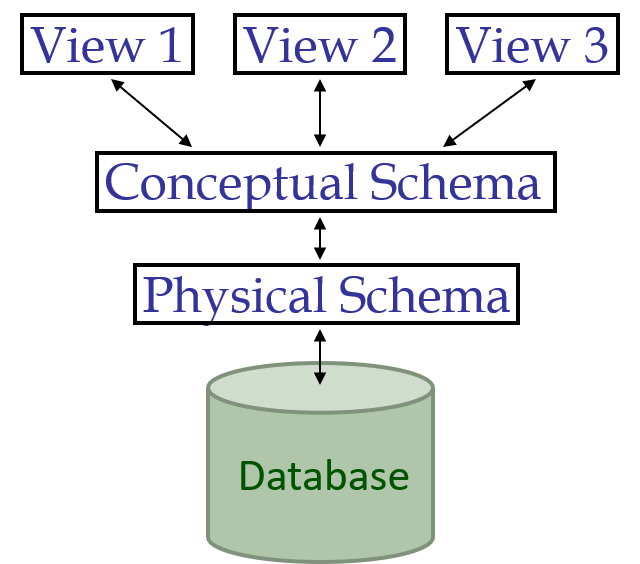 View 1
View 2
View 3
Conceptual Schema
Physical Schema
Database